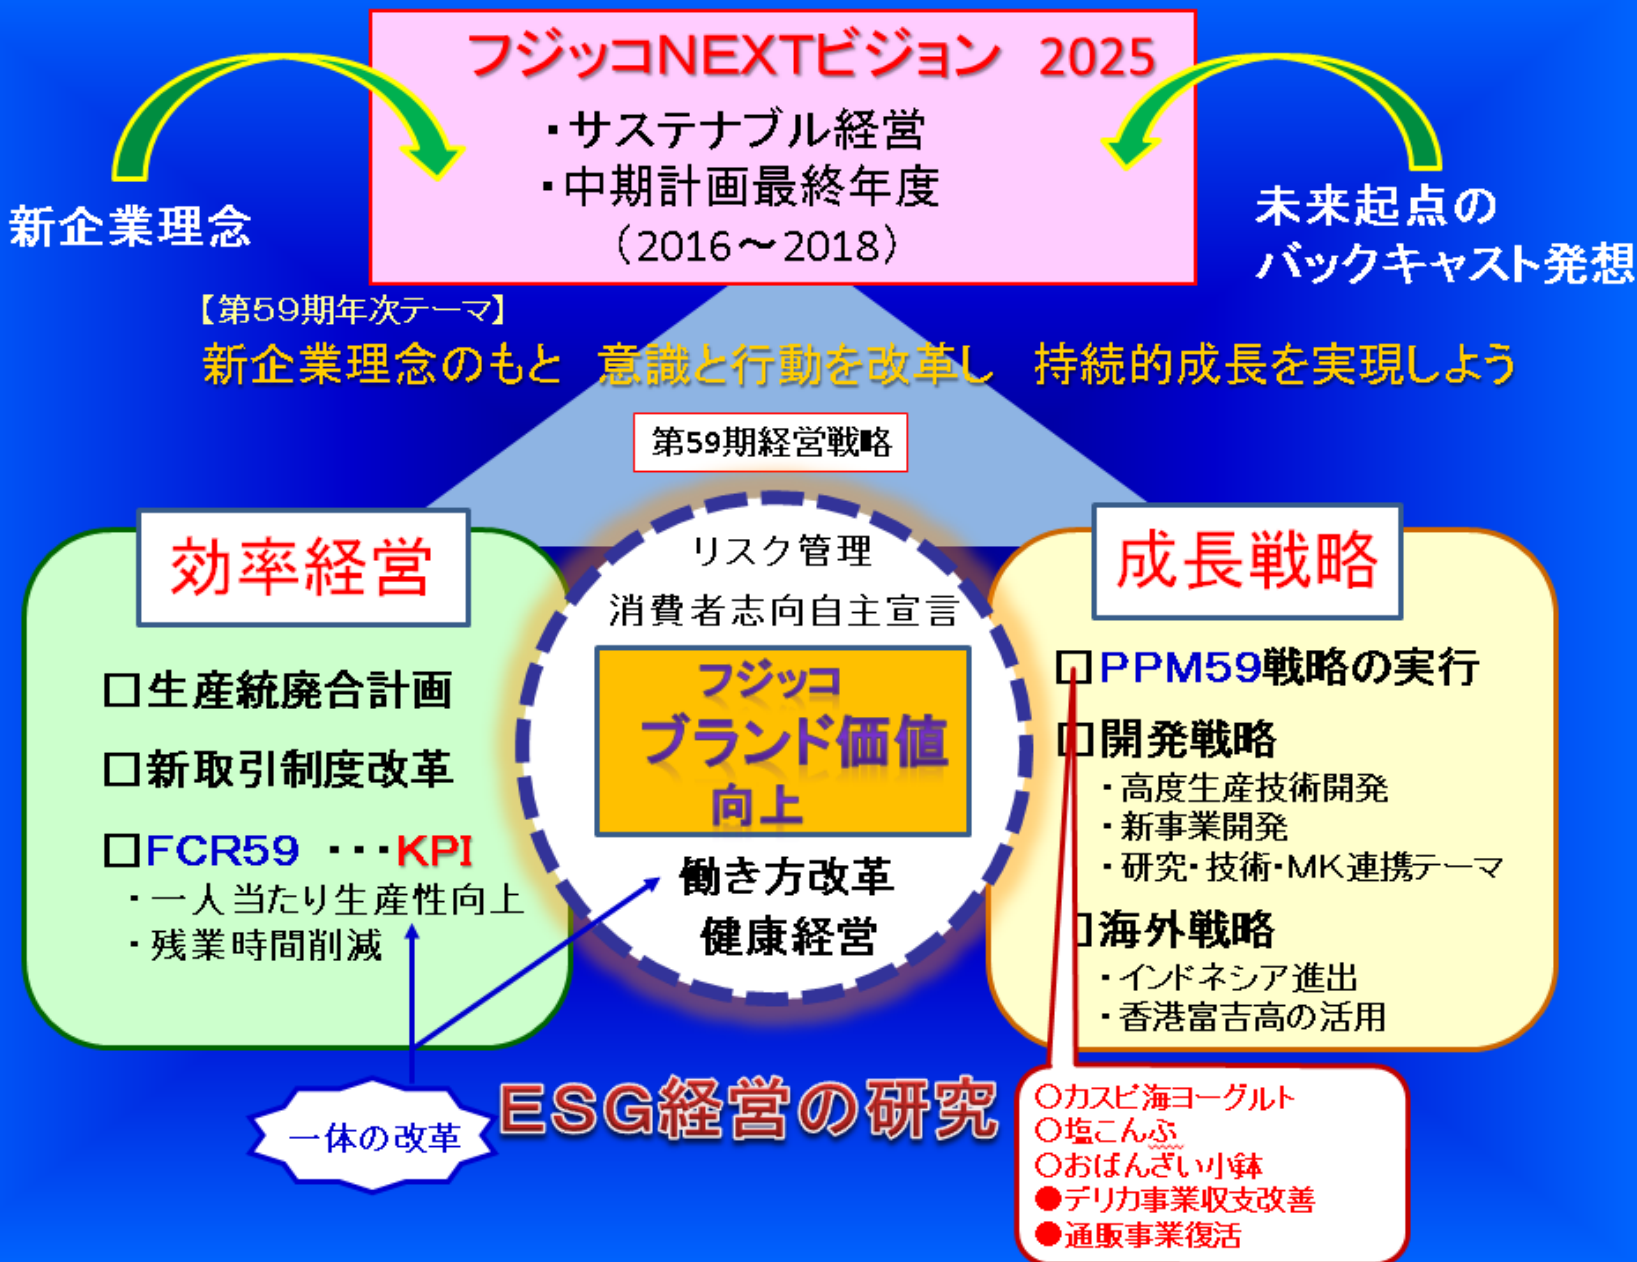 フジッコNEXTビジョン 2025
・サステナブル経営
・中期計画最終年度
（2016～2018）
新企業理念
未来起点の
バックキャスト発想
【第59期年次テーマ】
新企業理念のもと 意識と行動を改革し 持続的成長を実現しよう
第59期経営戦略
効率経営
□生産統廃合計画
□新取引制度改革
□FCR59 ・・・KPI
・一人当たり生産性向上
・残業時間削減
リスク管理
消費者志向自主宣言
フジッコ
ブランド価値
向上
働き方改革
健康経営
成長戦略
□PPM59戦略の実行
□開発戦略
・高度生産技術開発
・新事業開発
・研究・技術・MK連携テーマ
□海外戦略
・インドネシア進出
・香港富吉高の活用
一体の改革
ESG経営の研究
○カスピ海ヨーグルト
○塩こんぶ
○おばんざい小鉢
●デリカ事業収支改善
●通販事業復活